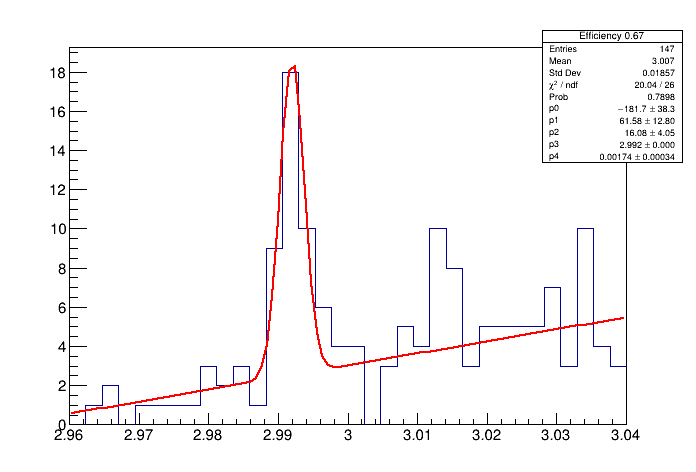 Efficiency 0.67
Entries 147
Mean 3.007
Std Dev 0.01857
χ² / ndf 20.04 / 26
Prob 0.7898
p0 −181.7 ± 38.3
p1 61.58 ± 12.80
p2 16.08 ± 4.05
p3 2.992 ± 0.000
p4 0.00174 ± 0.00034
18
16
14
12
10
8
6
4
2
0
2.96 2.97 2.98 2.99 3 3.01 3.02 3.03 3.04